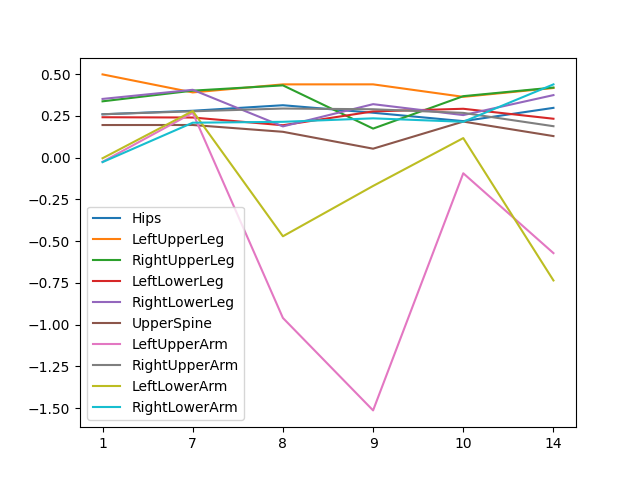 0.50
0.25
0.00
−0.25
−0.50
−0.75
−1.00
−1.25
−1.50
Hips
LeftUpperLeg
RightUpperLeg
LeftLowerLeg
RightLowerLeg
UpperSpine
LeftUpperArm
RightUpperArm
LeftLowerArm
RightLowerArm
1 7 8 9 10 14